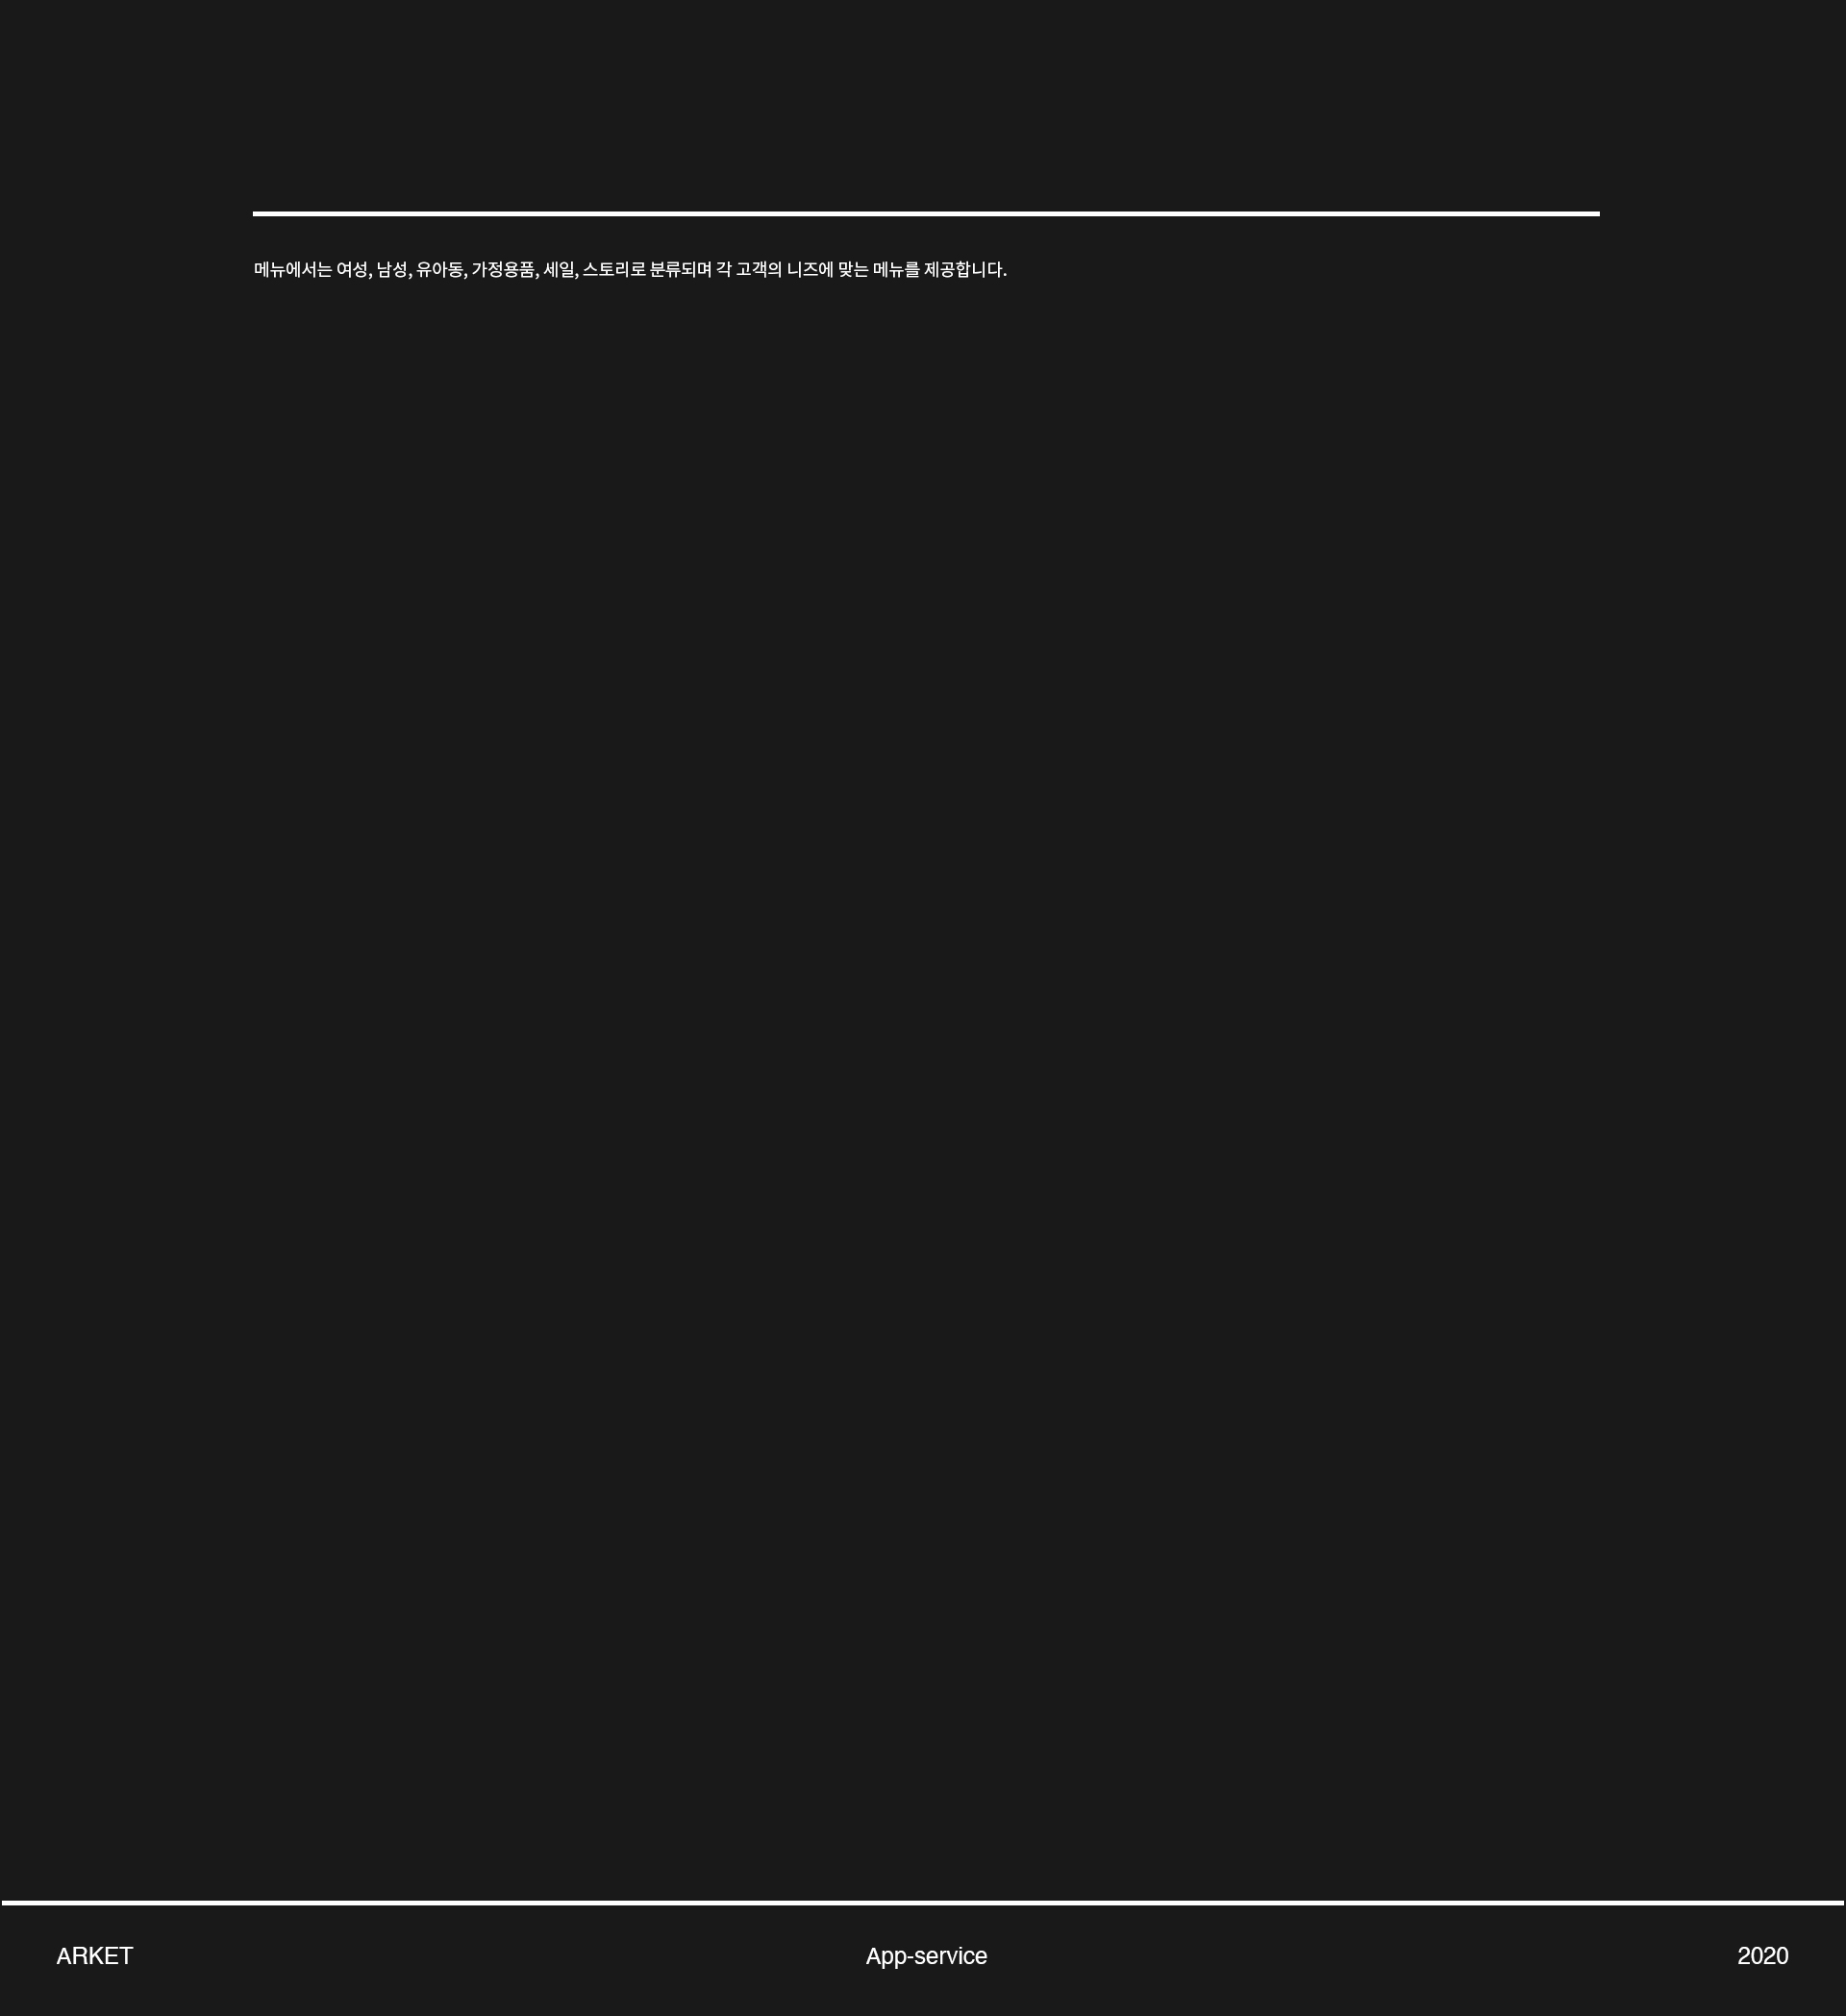 메뉴에서는 여성, 남성, 유아동, 가정용품, 세일, 스토리로 분류되며 각 고객의 니즈에 맞는 메뉴를 제공합니다.
ARKET
App-service
2020